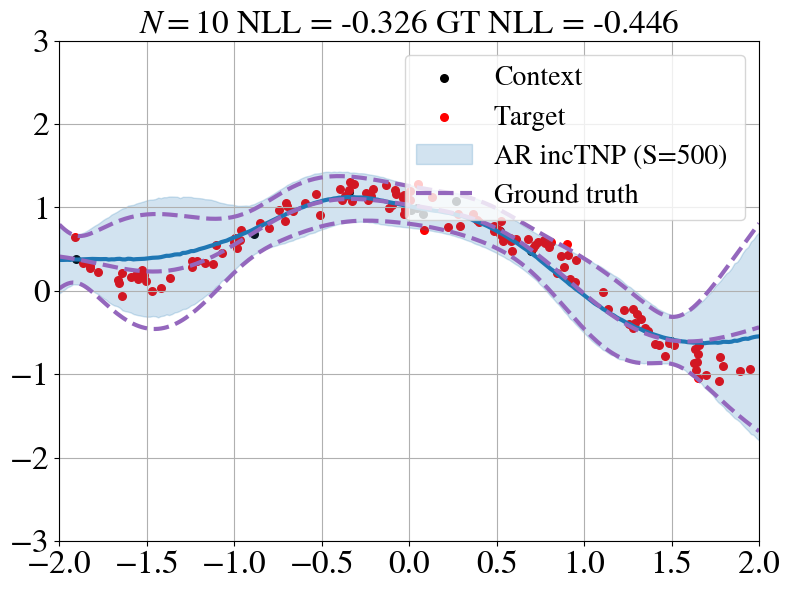 N = 10 NLL = -0.326 GT NLL = -0.446
Context
Target
AR incTNP (S=500)
Ground truth
3
2
1
0
−1
−2
−3
−2.0 −1.5 −1.0 −0.5 0.0 0.5 1.0 1.5 2.0